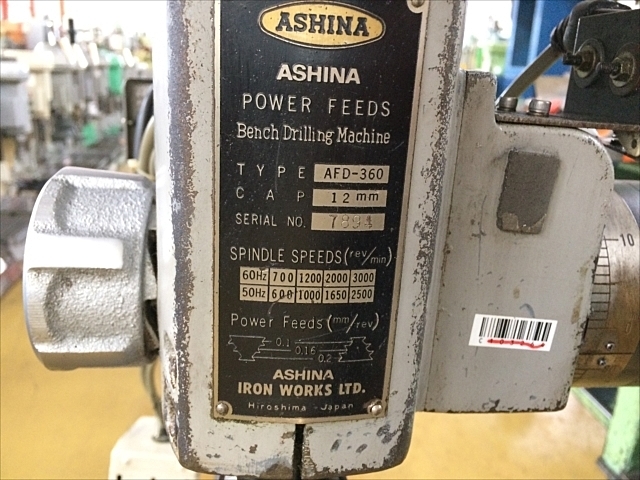 ASHINA
ASHINA
POWER FEEDS
Bench Drilling Machine
TYPE AFD-360
CAP 12mm
SERIAL NO. 7894
SPINDLE SPEEDS (rev/min)
60Hz 700 1200 2000 3000
50Hz 600 1000 1650 2500
Power Feeds (mm/rev)
0.1
0.16
0.2
ASHINA
IRON WORKS LTD.
Hiroshima - Japan
10